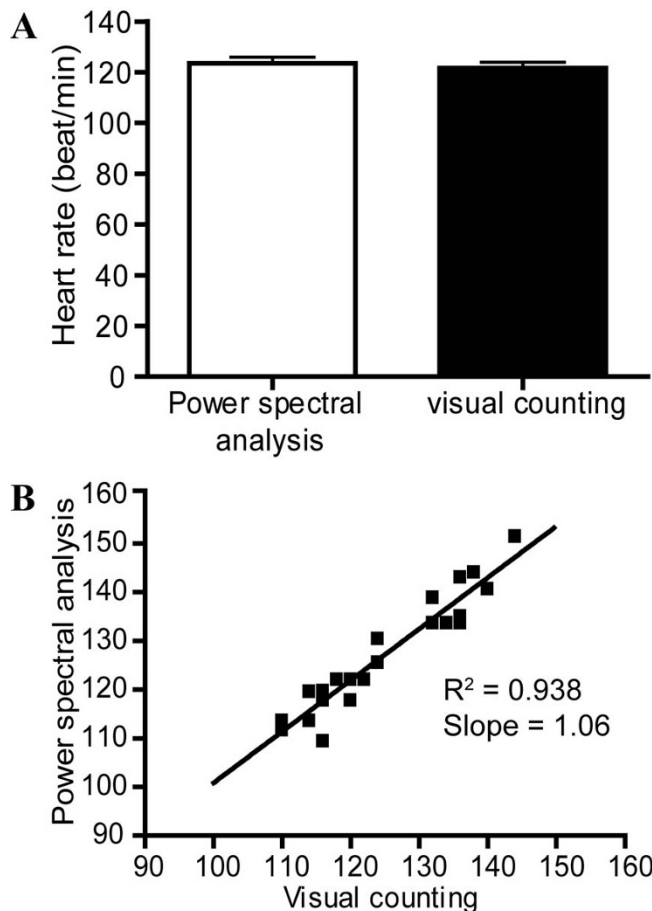 A
Heart rate (beat/min)
140
120
100
80
60
40
20
0
Power spectral
analysis
visual counting
B
Power spectral analysis
160
150
140
130
120
110
100
90
R² = 0.938
Slope = 1.06
90 100 110 120 130 140 150 160
Visual counting